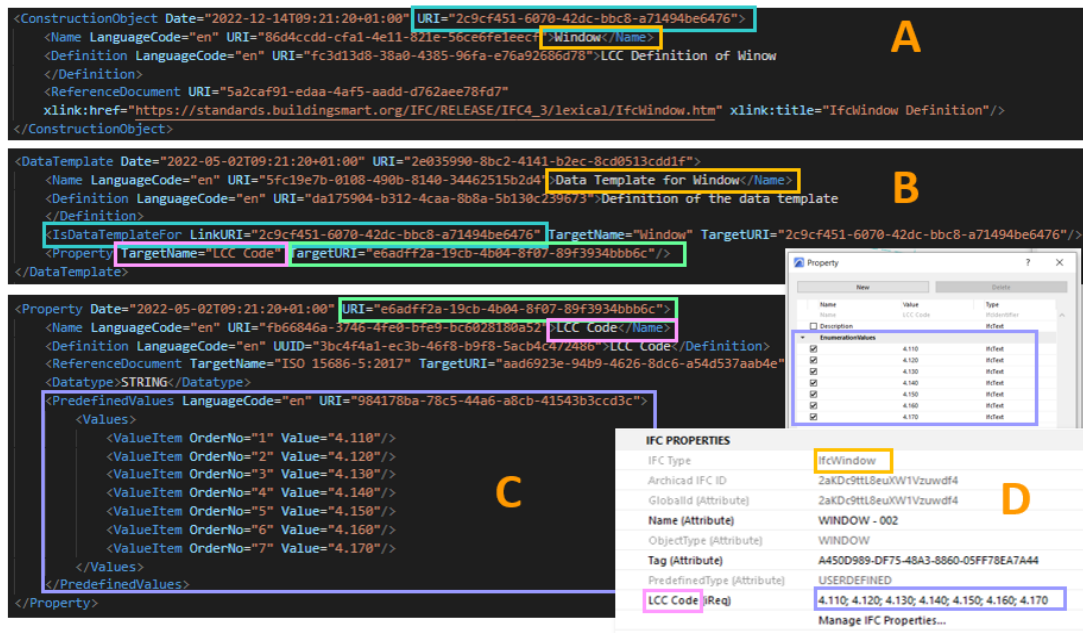 <ConstructionObject Date="2022-12-14T09:21:20+01:00" URI="2c9cf451-6070-42dc-bbc8-a71494be6476">
<Name LanguageCode="en" URI="86d4ccdd-cfa1-4e11-821e-56ce6fe1eecf">Window</Name>
<Definition LanguageCode="en" URI="fc3d13d8-38a0-4385-96fa-e76a92686d78">LCC Definition of Winow
</Definition>
<ReferenceDocument URI="5a2caf91-edaa-4af5-aadd-d762aee78fd7"
xlink:href="https://standards.buildingsmart.org/IFC/RELEASE/IFC4_3/lexical/IfcWindow.htm" xlink:title="IfcWindow Definition"/>
</ConstructionObject>
A
<DataTemplate Date="2022-05-02T09:21:20+01:00" URI="2e035990-8bc2-4141-b2ec-8cd0513cdd1f">
<Name LanguageCode="en" URI="5fc19e7b-0108-490b-8140-34462515b2d4">Data Template for Window</Name>
<Definition LanguageCode="en" URI="da175904-b312-4caa-8b8a-5b130c239673">Definition of the data template
</Definition>
<IsDataTemplateFor LinkURI="2c9cf451-6070-42dc-bbc8-a71494be6476" TargetName="Window" TargetURI="2c9cf451-6070-42dc-bbc8-a71494be6476"/>
<Property TargetName="LCC Code" TargetURI="e6adff2a-19cb-4b04-8f07-89f3934bbb6c"/>
</DataTemplate>
B
<Property Date="2022-05-02T09:21:20+01:00" URI="e6adff2a-19cb-4b04-8f07-89f3934bbb6c">
<Name LanguageCode="en" URI="fb66846a-3746-4fe0-bfe9-bc6028180a52">LCC Code</Name>
<Definition LanguageCode="en" UUID="3bc4f4a1-ec3b-46f8-b9f8-5acb4c472486">LCC Code</Definition>
<ReferenceDocument TargetName="ISO 15686-5:2017" TargetURI="aad6923e-94b9-4626-8dc6-a54d537aab4e"
<Datatype>STRING</Datatype>
<PredefinedValues LanguageCode="en" URI="984178ba-78c5-44a6-a8cb-41543b3ccd3c">
<Values>
<ValueItem OrderNo="1" Value="4.110"/>
<ValueItem OrderNo="2" Value="4.120"/>
<ValueItem OrderNo="3" Value="4.130"/>
<ValueItem OrderNo="4" Value="4.140"/>
<ValueItem OrderNo="5" Value="4.150"/>
<ValueItem OrderNo="6" Value="4.160"/>
<ValueItem OrderNo="7" Value="4.170"/>
</Values>
</PredefinedValues>
</Property>
C
Property ? ×
New Delete
Name Value Type
Name LCC Code IfcIdentifier
Description IfcText
EnumerationValues
4.110 IfcText
4.120 IfcText
4.130 IfcText
4.140 IfcText
4.150 IfcText
4.160 IfcText
4.170 IfcText
IFC PROPERTIES
IFC Type IfcWindow
Archicad IFC ID 2aKDc9ttL8euXW1Vzuwdf4
GlobalId (Attribute) 2aKDc9ttL8euXW1Vzuwdf4
Name (Attribute) WINDOW - 002
ObjectType (Attribute) WINDOW
Tag (Attribute) A450D989-DF75-48A3-8860-05FF78EA7A44
PredefinedType (Attribute) USERDEFINED
LCC Code (iReq) 4.110; 4.120; 4.130; 4.140; 4.150; 4.160; 4.170
Manage IFC Properties...
D